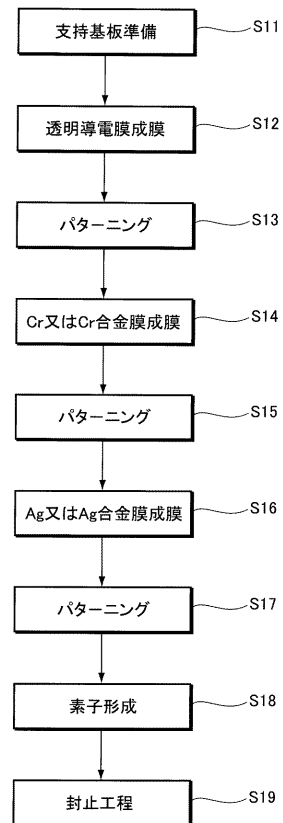 支持基板準備 S11
透明導電膜成膜 S12
パターニング S13
Cr又はCr合金膜成膜 S14
パターニング S15
Ag又はAg合金膜成膜 S16
パターニング S17
素子形成 S18
封止工程 S19